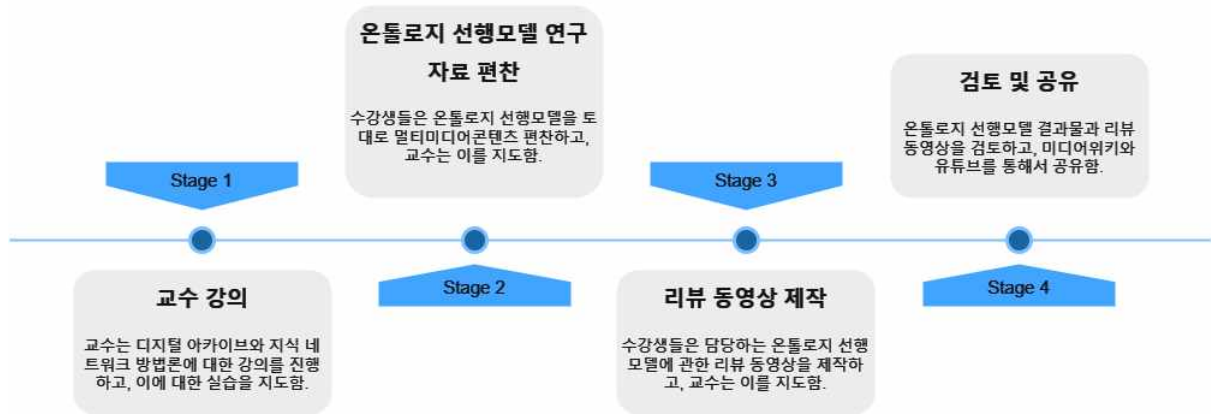 Stage 1
교수 강의
교수는 디지털 아카이브와 지식 네
트워크 방법론에 대한 강의를 진행
하고, 이에 대한 실습을 지도함.
온톨로지 선행모델 연구
자료 편찬
수강생들은 온톨로지 선행모델을 토
대로 멀티미디어콘텐츠 편찬하고,
교수는 이를 지도함.
Stage 2
Stage 3
리뷰 동영상 제작
수강생들은 담당하는 온톨로지 선행
모델에 관한 리뷰 동영상을 제작하
고, 교수는 이를 지도함.
검토 및 공유
온톨로지 선행모델 결과물과 리뷰
동영상을 검토하고, 미디어위키와
유튜브를 통해서 공유함.
Stage 4